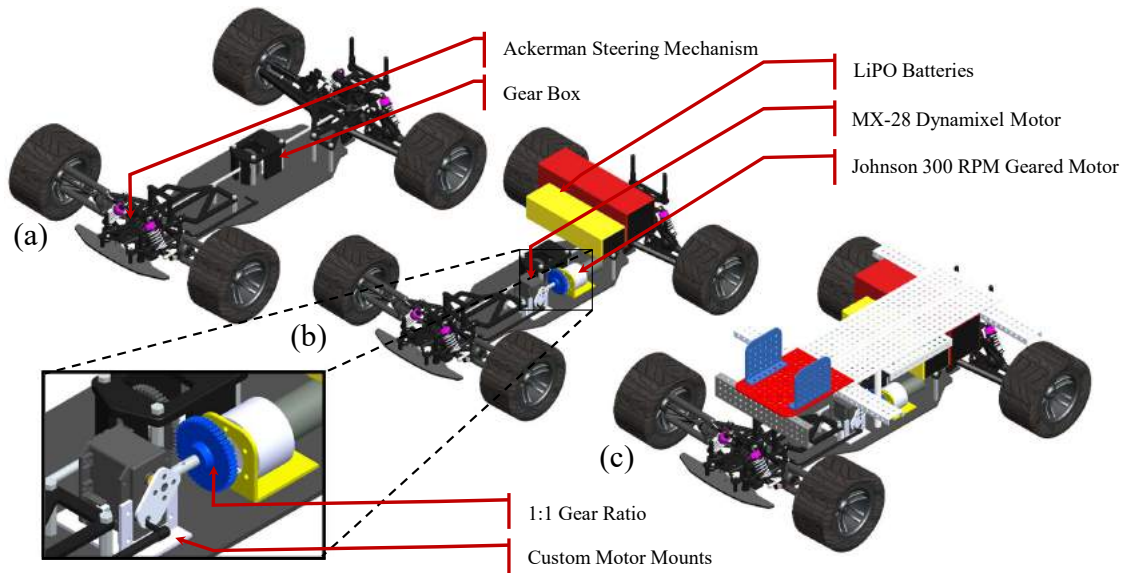 Ackerman Steering Mechanism
Gear Box
LiPO Batteries
MX-28 Dynamixel Motor
Johnson 300 RPM Geared Motor
(a)
(b)
(c)
1:1 Gear Ratio
Custom Motor Mounts